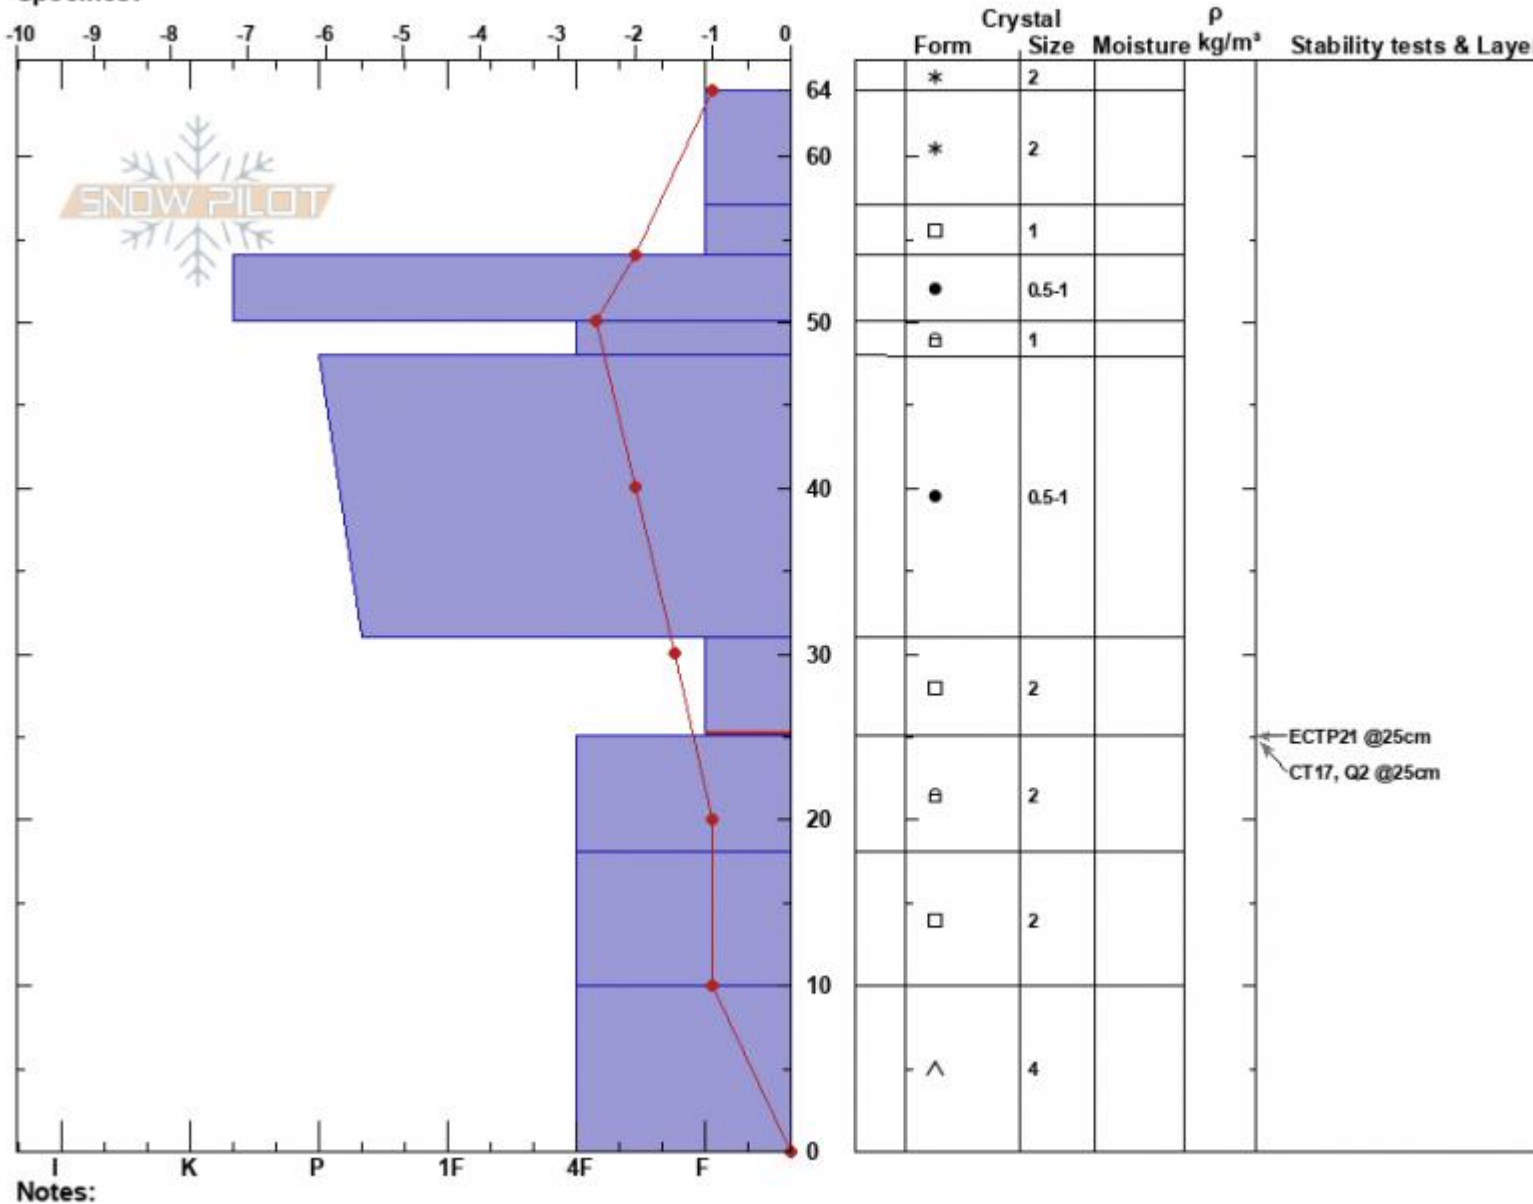 Crystal ρ
-10 -9 -8 -7 -6 -5 -4 -3 -2 -1 0 Form Size Moisture kg/m³ Stability tests & Layer
2
64
SNOW PILOT
60 2
1
0.5-1
50
1
40 0.5-1
30
2
ECTP21 @25cm
CT17, Q2 @25cm
2
20
2
10
4
0
I K P 1F 4F F
Notes: